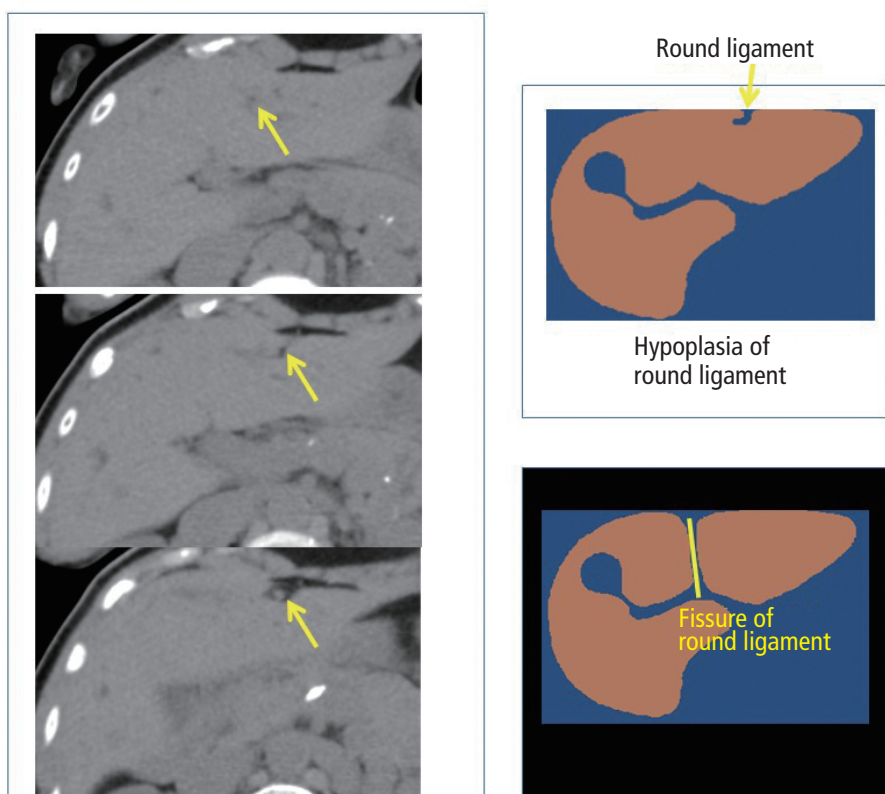 Round ligament
Hypoplasia of
round ligament
Fissure of
round ligament